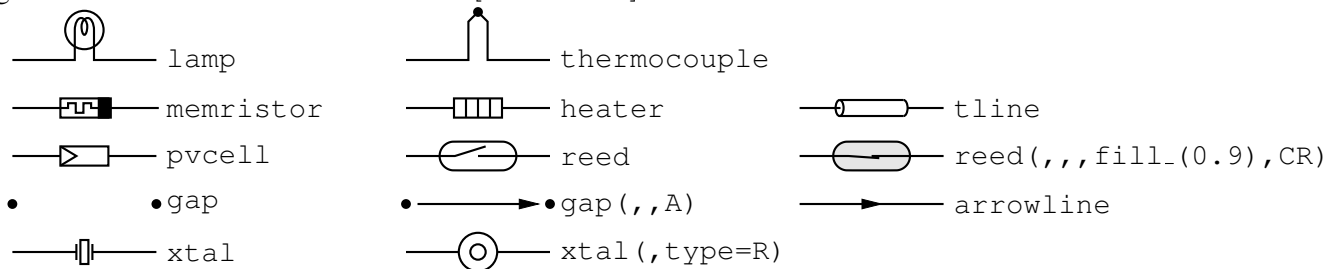 lamp thermocouple
memristor heater tline
pvcell reed reed(,,,fill_(0.9),CR)
gap gap(,,A) arrowline
xtal xtal(,type=R)